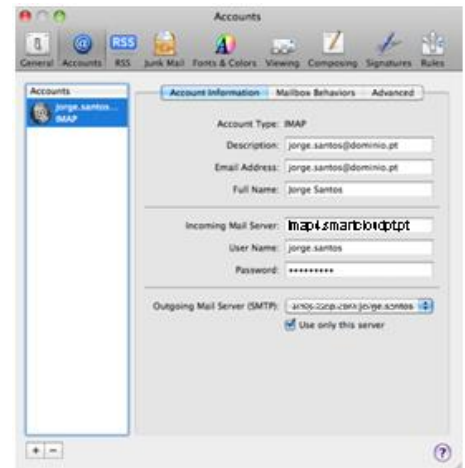 Accounts
General Accounts RSS Junk Mail Fonts & Colors Viewing Composing Signatures Rules
RSS
Accounts
jorge.santos...
IMAP
Account Information Mailbox Behaviors Advanced
Account Type: IMAP
Description: jorge.santos@dominio.pt
Email Address: jorge.santos@dominio.pt
Full Name: Jorge Santos
Incoming Mail Server:
User Name: jorge.santos
Password: •••••••••
Outgoing Mail Server (SMTP):
Use only this server
+ −
?